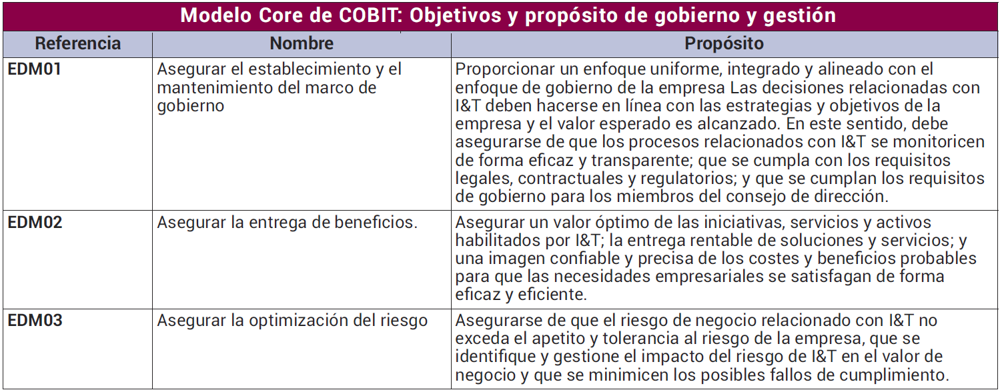 Modelo Core de COBIT: Objetivos y propósito de gobierno y gestión
Referencia
Nombre
Propósito
EDM01
Asegurar el establecimiento y el
mantenimiento del marco de
gobierno
Proporcionar un enfoque uniforme, integrado y alineado con el
enfoque de gobierno de la empresa Las decisiones relacionadas con
I&T deben hacerse en línea con las estrategias y objetivos de la
empresa y el valor esperado es alcanzado. En este sentido, debe
asegurarse de que los procesos relacionados con I&T se monitoricen
de forma eficaz y transparente; que se cumpla con los requisitos
legales, contractuales y regulatorios; y que se cumplan los requisitos
de gobierno para los miembros del consejo de dirección.
EDM02
Asegurar la entrega de beneficios.
Asegurar un valor óptimo de las iniciativas, servicios y activos
habilitados por I&T; la entrega rentable de soluciones y servicios; y
una imagen confiable y precisa de los costes y beneficios probables
para que las necesidades empresariales se satisfagan de forma
eficaz y eficiente.
EDM03
Asegurar la optimización del riesgo
Asegurarse de que el riesgo de negocio relacionado con I&T no
exceda el apetito y tolerancia al riesgo de la empresa, que se
identifique y gestione el impacto del riesgo de I&T en el valor de
negocio y que se minimicen los posibles fallos de cumplimiento.